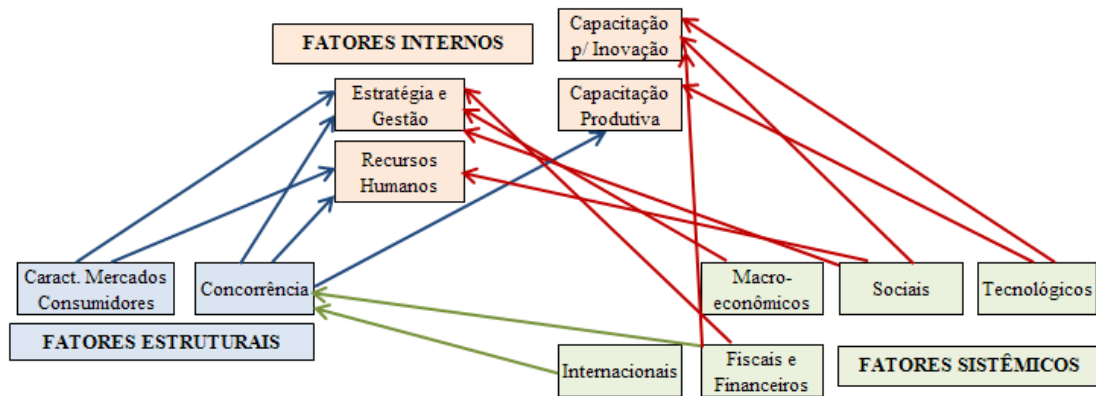 Capacitação
p/ Inovação
FATORES INTERNOS
Estratégia e
Gestão
Capacitação
Produtiva
Recursos
Humanos
Caract. Mercados
Consumidores
Concorrência
Macro-
econômicos
Sociais
Tecnológicos
FATORES ESTRUTURAIS
Internacionais
Fiscais e
Financeiros
FATORES SISTÊMICOS